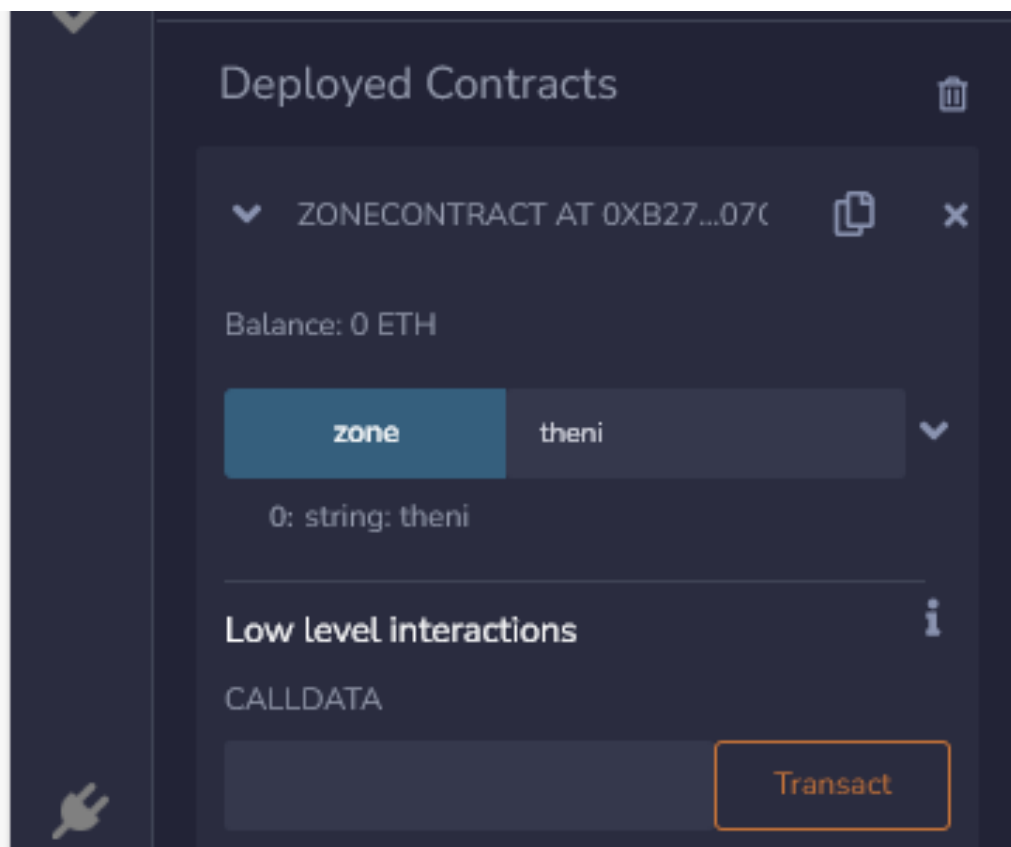 Deployed Contracts
ZONECONTRACT AT 0XB27...07(
Balance: 0 ETH
zone theni
0: string: theni
Low level interactions
CALLDATA
Transact